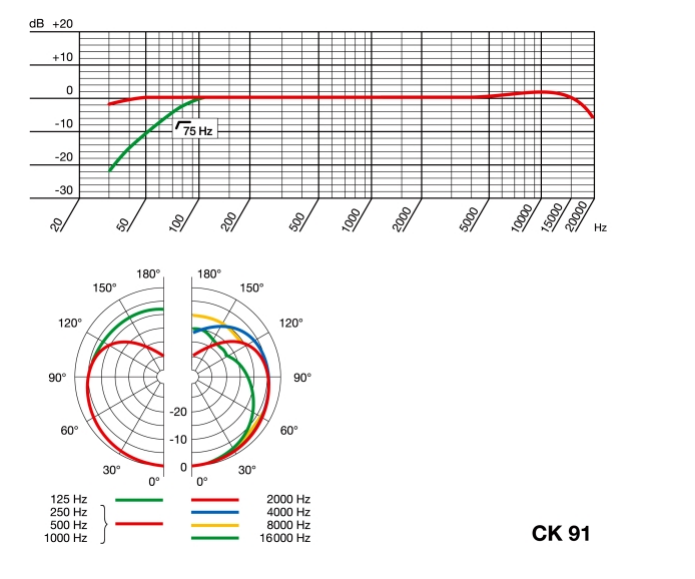 dB +20
+10
0
-10
75 Hz
-20
-30
20 50 100 200 500 1000 2000 5000 10000 15000 20000 Hz
180° 180°
150° 150°
120° 120°
90° 90°
60° 60°
-20
-10
30° 0 30°
0° 0°
125 Hz 2000 Hz
250 Hz 4000 Hz
500 Hz 8000 Hz
1000 Hz 16000 Hz
CK 91